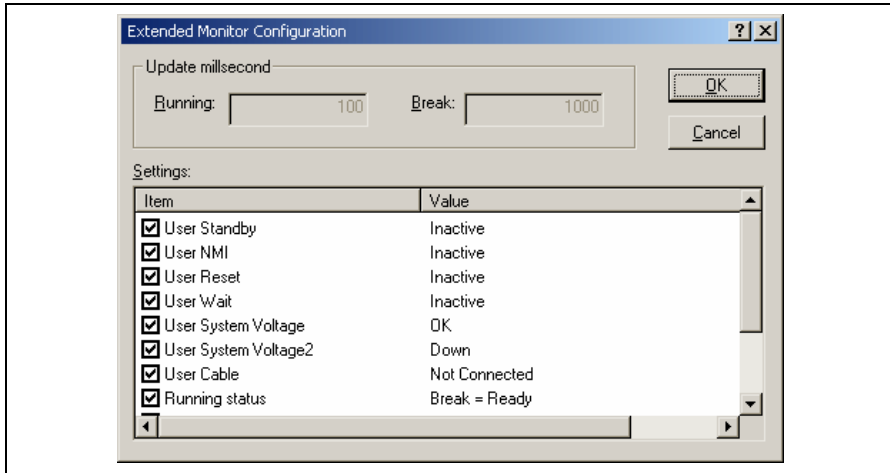 Extended Monitor Configuration
Update millsecond
Running: 100 Break: 1000
OK
Cancel
Settings:
Item Value
User Standby Inactive
User NMI Inactive
User Reset Inactive
User Wait Inactive
User System Voltage OK
User System Voltage2 Down
User Cable Not Connected
Running status Break = Ready